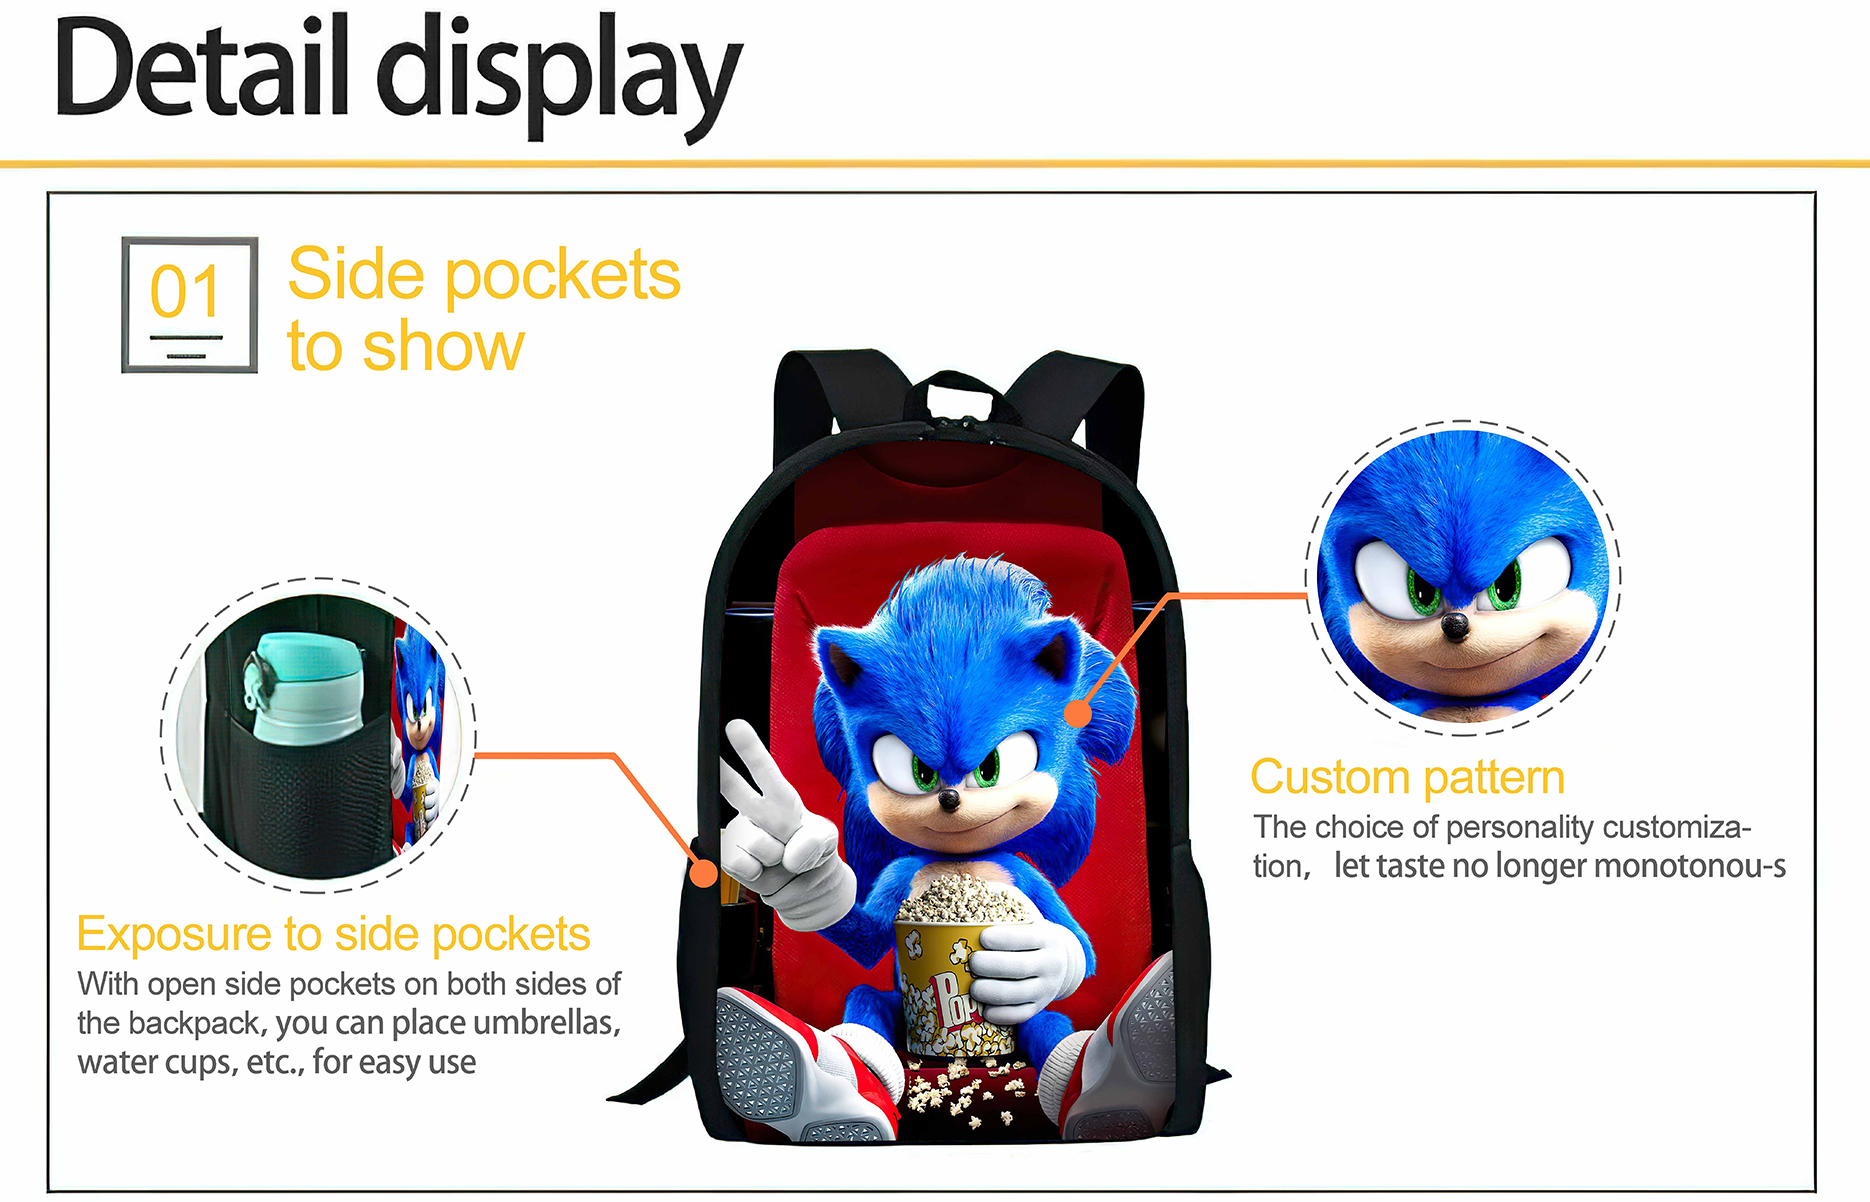 Detail display
01
Side pockets
to show
Custom pattern
The choice of personality customiza-
tion, let taste no longer monotonou-s
Exposure to side pockets
With open side pockets on both sides of
the backpack, you can place umbrellas,
water cups, etc., for easy use
POP